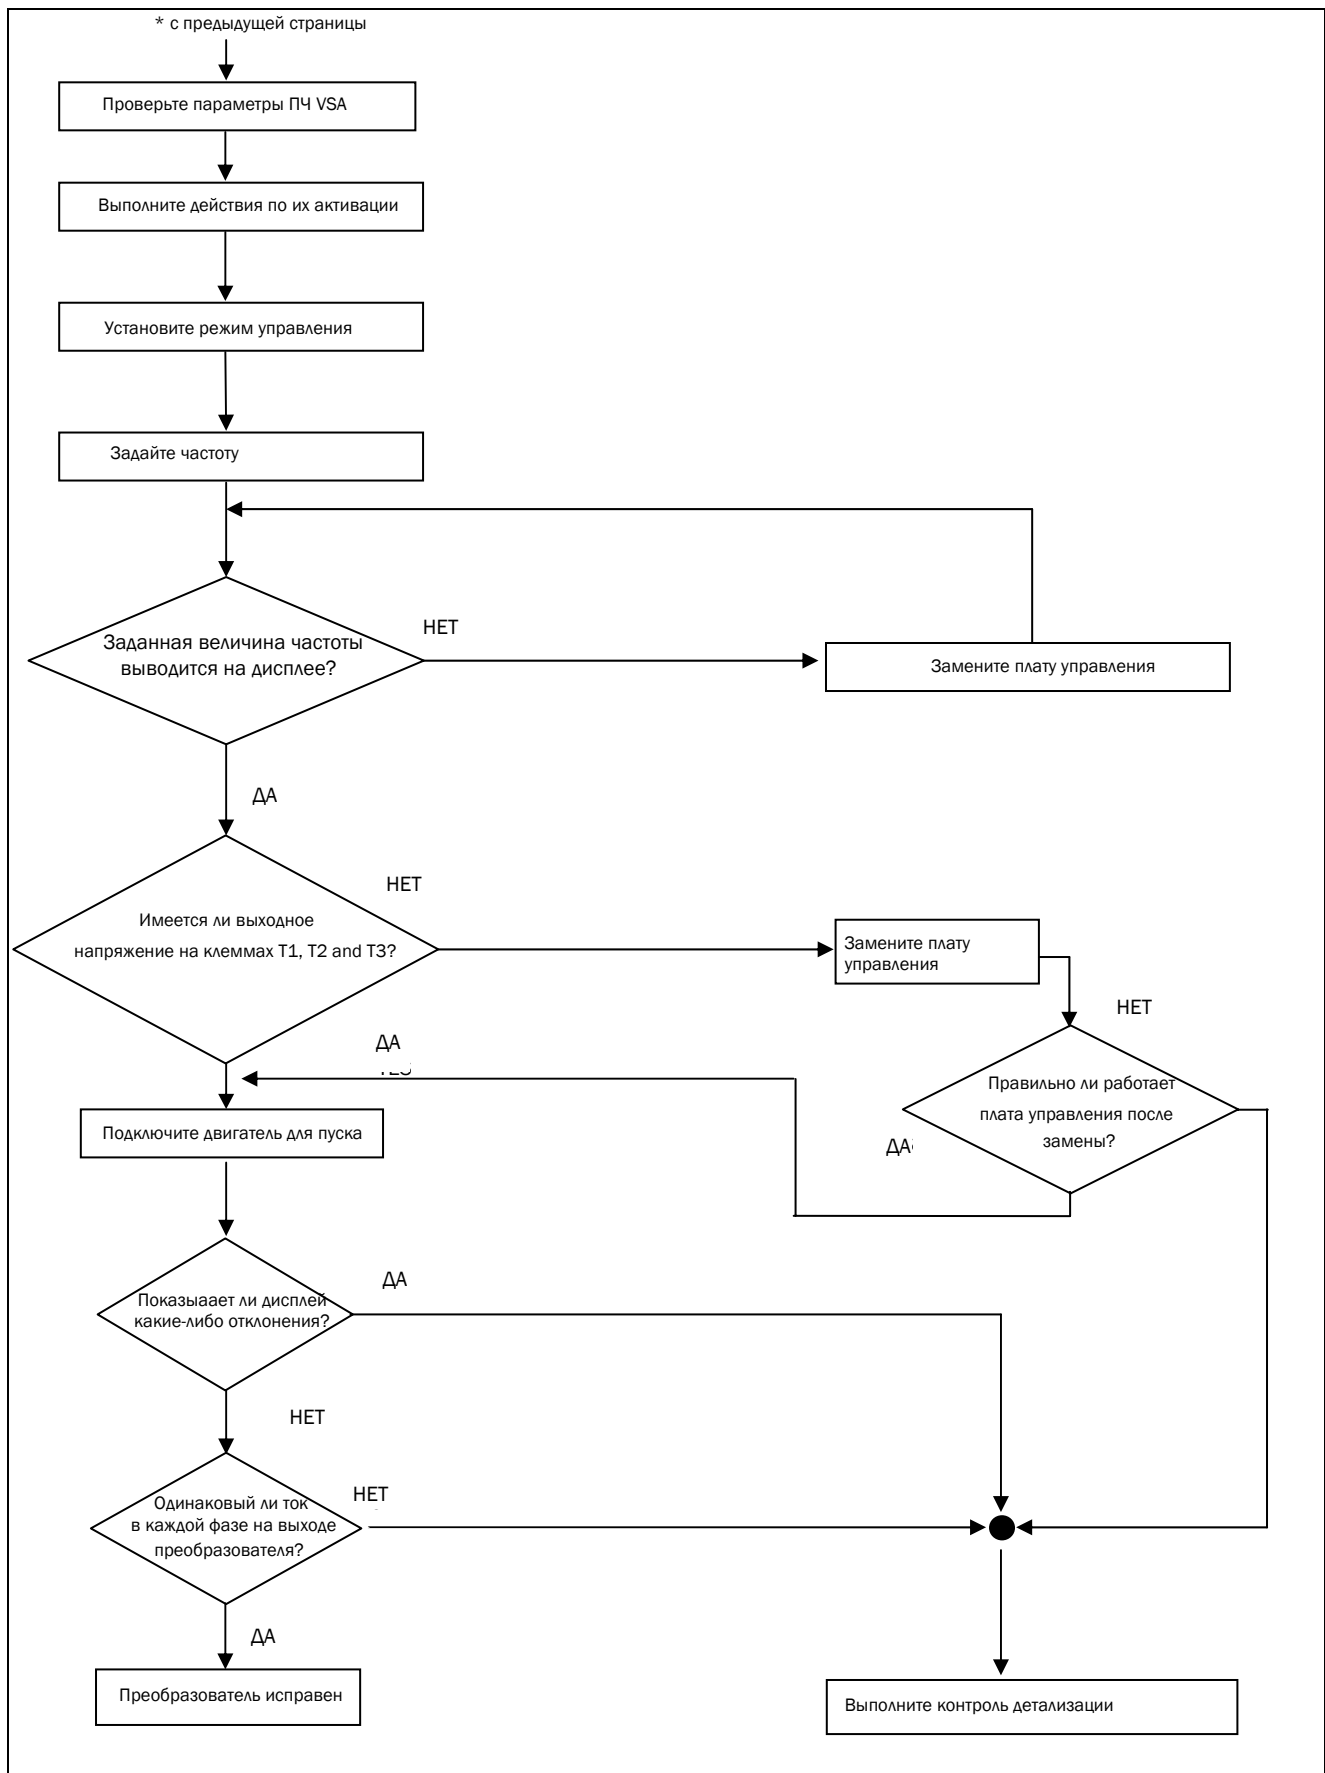 * с предыдущей страницы
Проверьте параметры ПЧ VSA
Выполните действия по их активации
Установите режим управления
Задайте частоту
Заданная величина частоты
выводится на дисплее?
НЕТ
Замените плату управления
ДА
Имеется ли выходное
напряжение на клеммах T1, T2 and T3?
НЕТ
Замените плату
управления
НЕТ
Правильно ли работает
плата управления после
замены?
ДА
ДА
Подключите двигатель для пуска
Показыаает ли дисплей
какие-либо отклонения?
ДА
НЕТ
Одинаковый ли ток
в каждой фазе на выходе
преобразователя?
НЕТ
ДА
Преобразователь исправен
Выполните контроль детализации